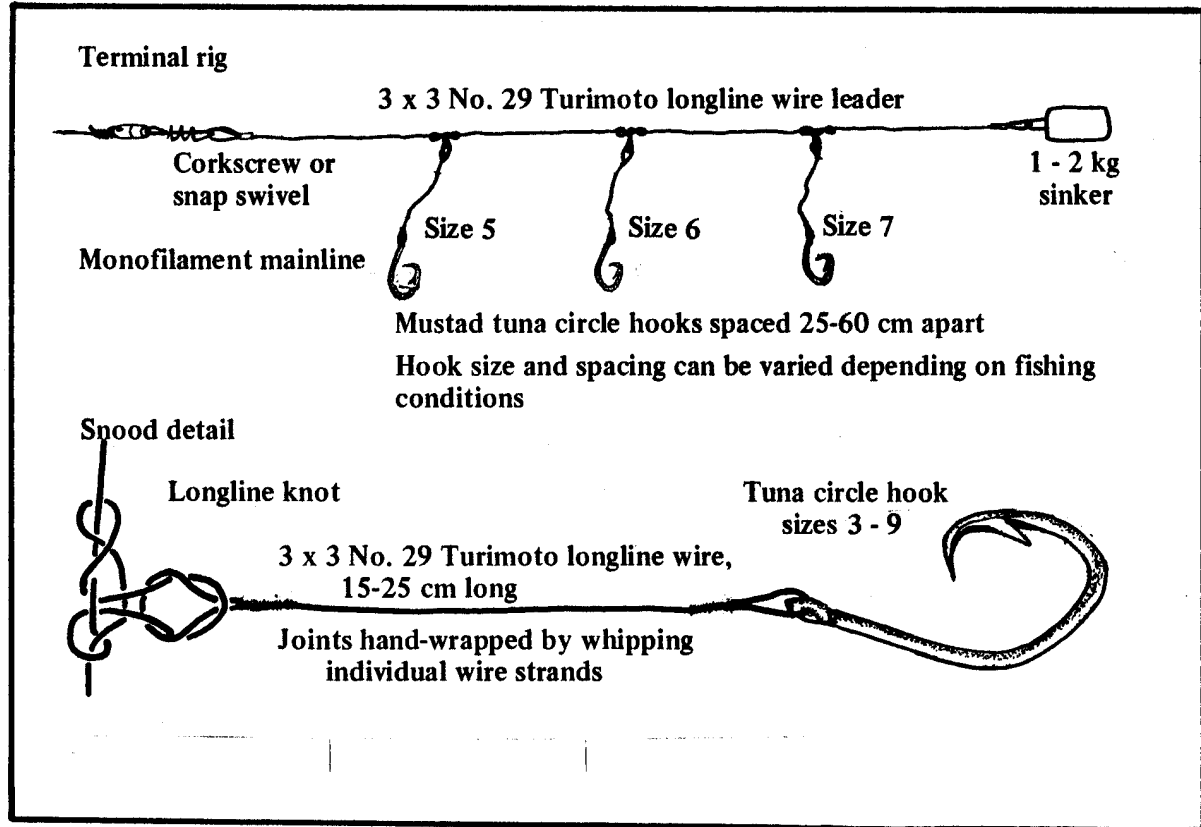 Terminal rig
3 x 3 No. 29 Turimoto longline wire leader
Corkscrew or
snap swivel
1 - 2 kg
sinker
Size 5
Size 6
Size 7
Monofilament mainline
Mustad tuna circle hooks spaced 25-60 cm apart
Hook size and spacing can be varied depending on fishing
conditions
Snood detail
Longline knot
Tuna circle hook
sizes 3 - 9
3 x 3 No. 29 Turimoto longline wire,
15-25 cm long
Joints hand-wrapped by whipping
individual wire strands